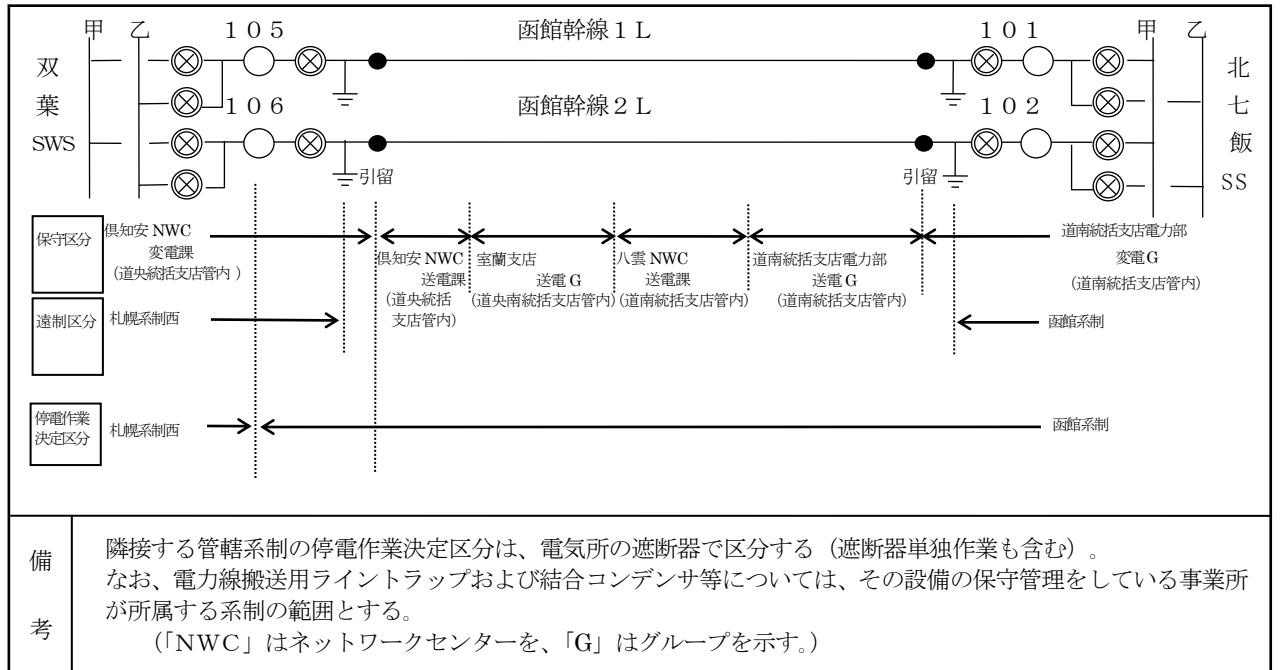 甲 乙 １０５ 函館幹線１Ｌ １０１ 甲 乙
双葉SWS
北七飯SS
１０６ 函館幹線２Ｌ １０２
引留 引留
保守区分
倶知安 NWC
変電課
（道央統括支店管内）
倶知安 NWC
送電課
（道央統括
支店管内）
室蘭支店
送電 G
（道央南統括支店管内）
八雲 NWC
送電課
（道南統括支店管内）
道南統括支店電力部
送電 G
（道南統括支店管内）
道南統括支店電力部
変電 G
（道南統括支店管内）
遠制区分 札幌系制西 函館系制
停電作業
決定区分
札幌系制西 函館系制
備考
隣接する管轄系制の停電作業決定区分は、電気所の遮断器で区分する（遮断器単独作業も含む）。
なお、電力線搬送用ライントラップおよび結合コンデンサ等については、その設備の保守管理をしている事業所
が所属する系制の範囲とする。
（「ＮＷＣ」はネットワークセンターを、「G」はグループを示す。）